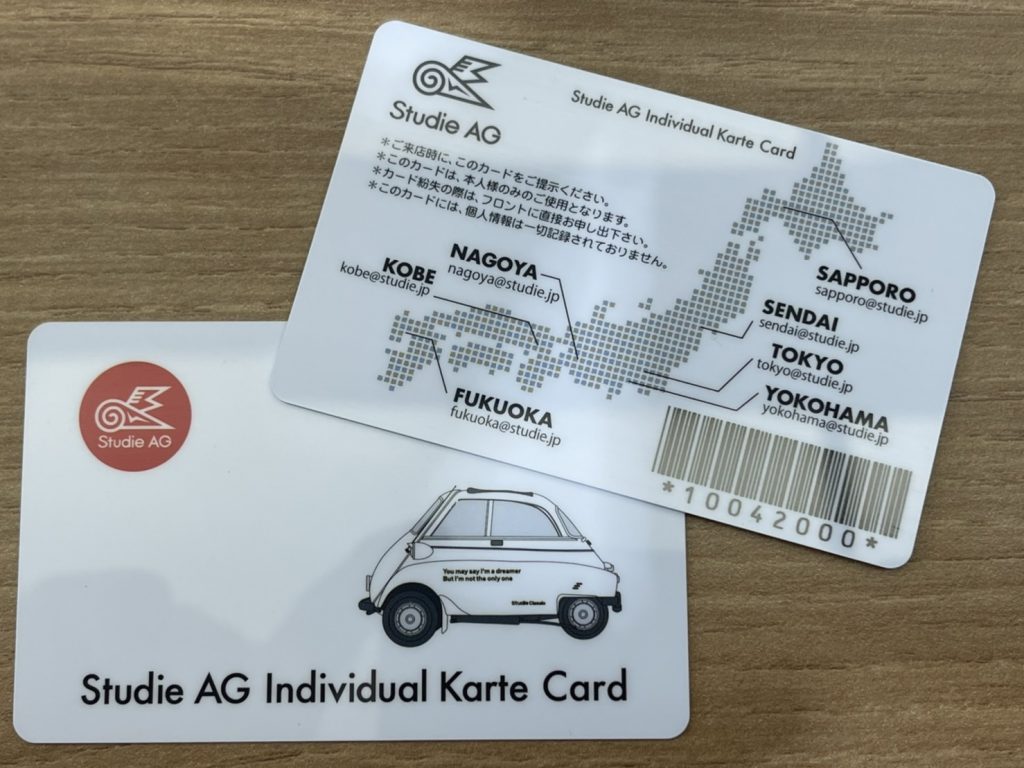 Studie AG
Studie AG Individual Karte Card
*ご来店時に、このカードをご提示ください。
*このカードは、本人様のみのご使用となります。
*カード紛失の際は、フロントに直接お申し出下さい。
*このカードには、個人情報は一切記録されておりません。
SAPPORO
sapporo@studie.jp
NAGOYA
nagoya@studie.jp
KOBE
kobe@studie.jp
SENDAI
sendai@studie.jp
TOKYO
tokyo@studie.jp
YOKOHAMA
yokohama@studie.jp
FUKUOKA
fukuoka@studie.jp
*10042000*
Studie AG
You may say I'm a dreamer
But I'm not the only one
Studie Classic
Studie AG Individual Karte Card